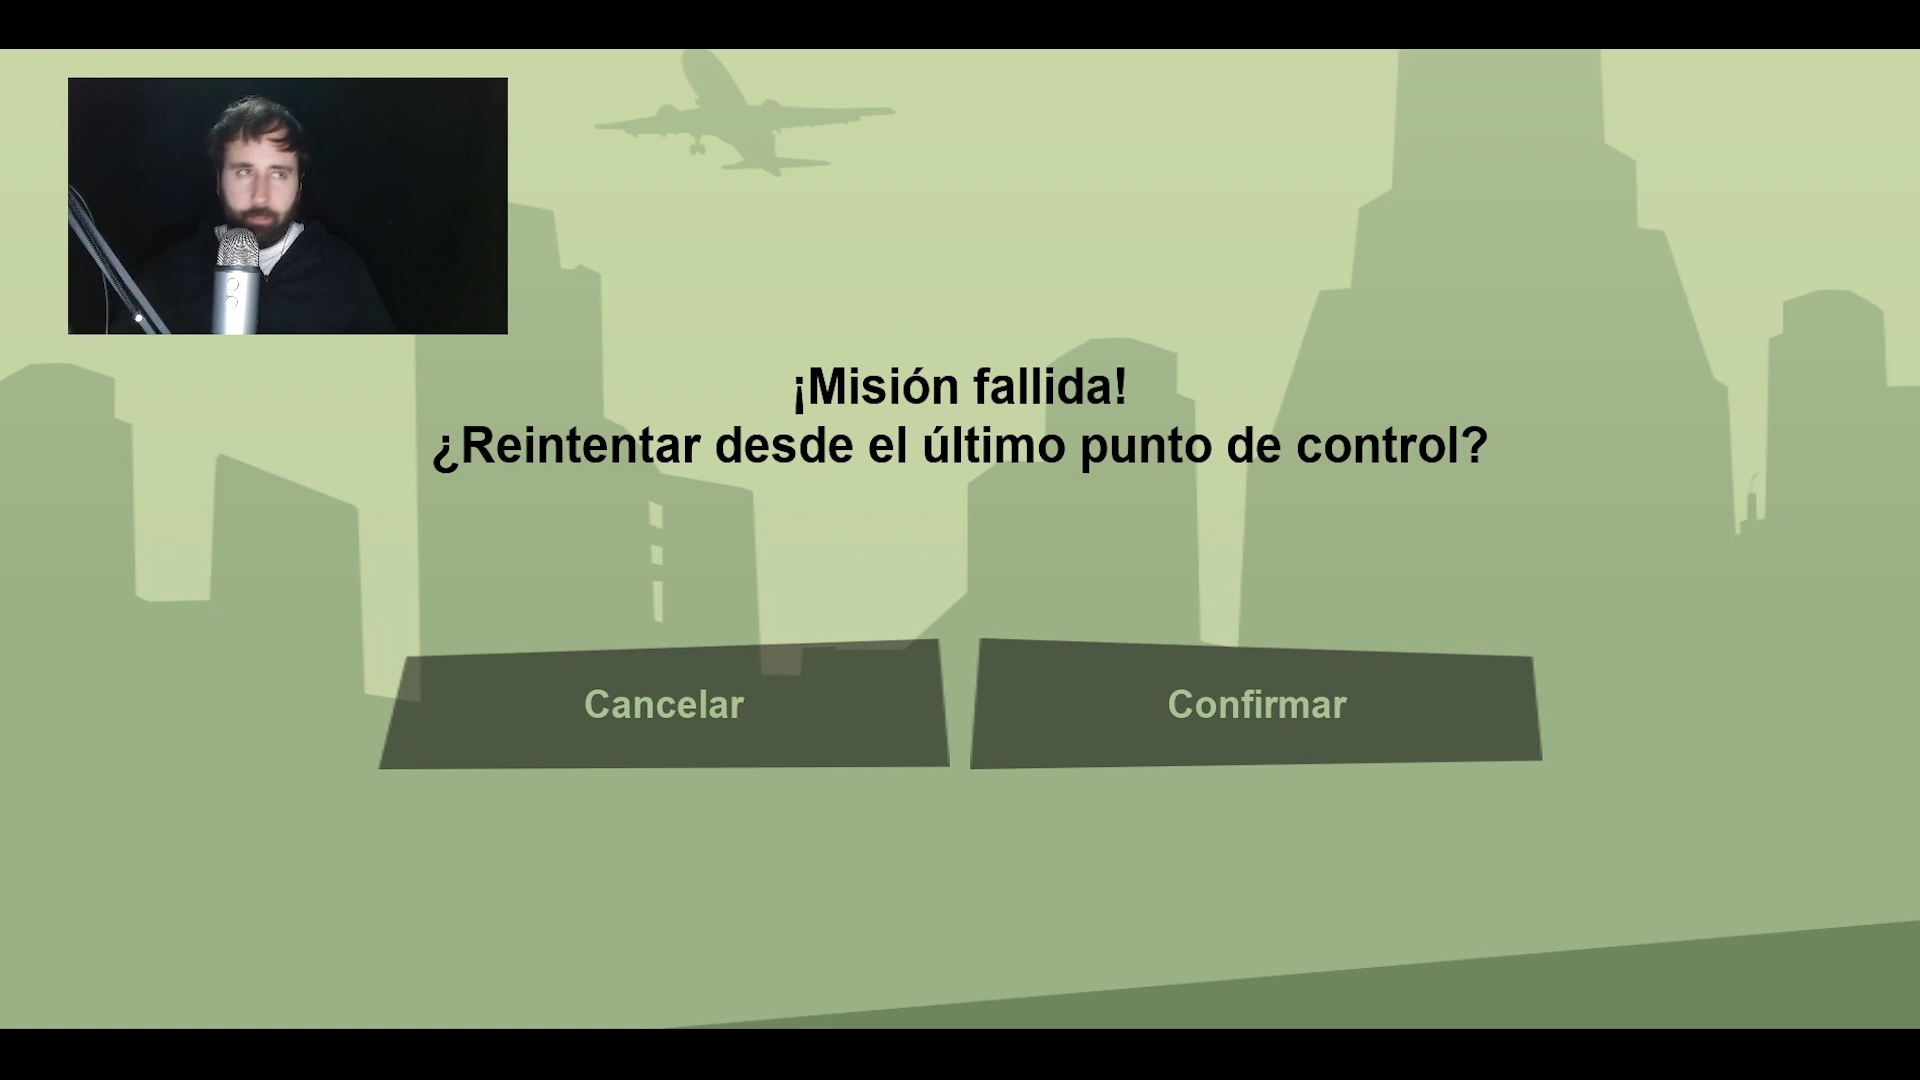 ¡Misión fallida!
¿Reintentar desde el último punto de control?
Cancelar
Confirmar